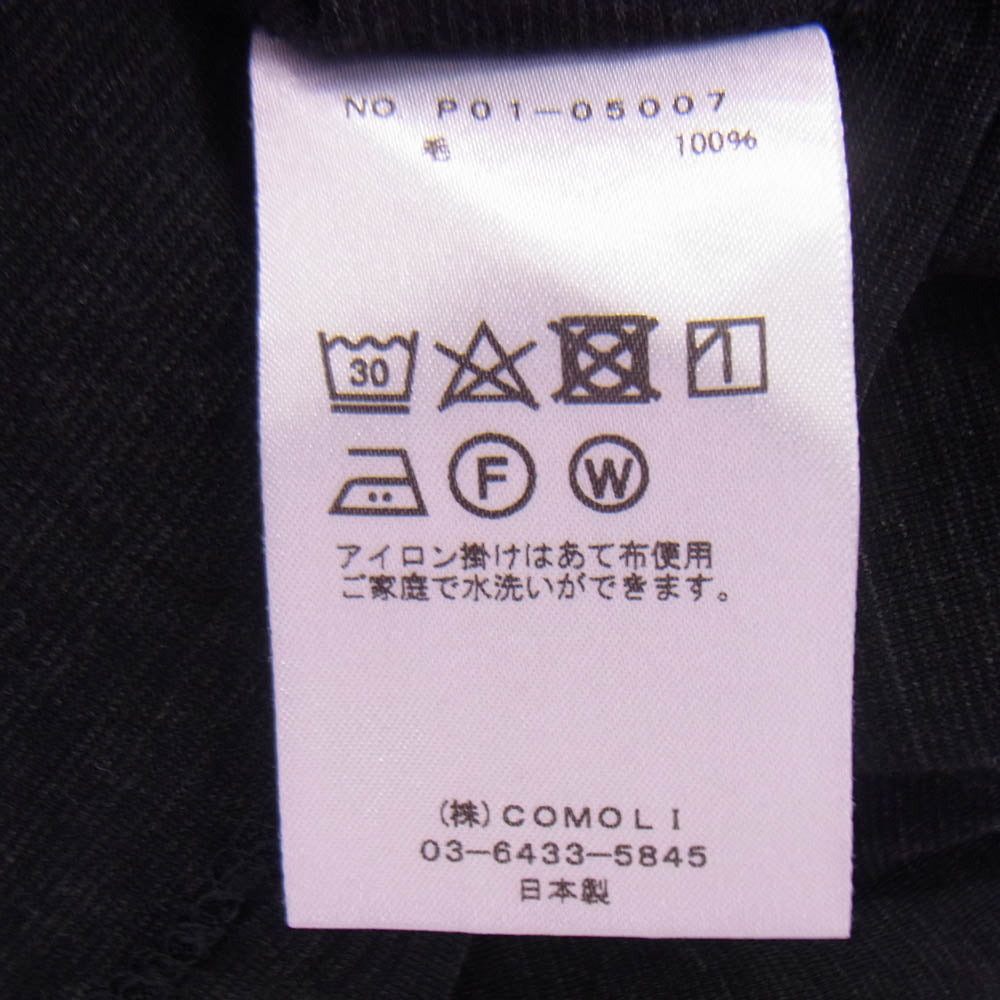 NO P01-05007
毛 100%
30
F W
アイロン掛けはあて布使用
ご家庭で水洗いができます。
(株)COMOLI
03-6433-5845
日本製